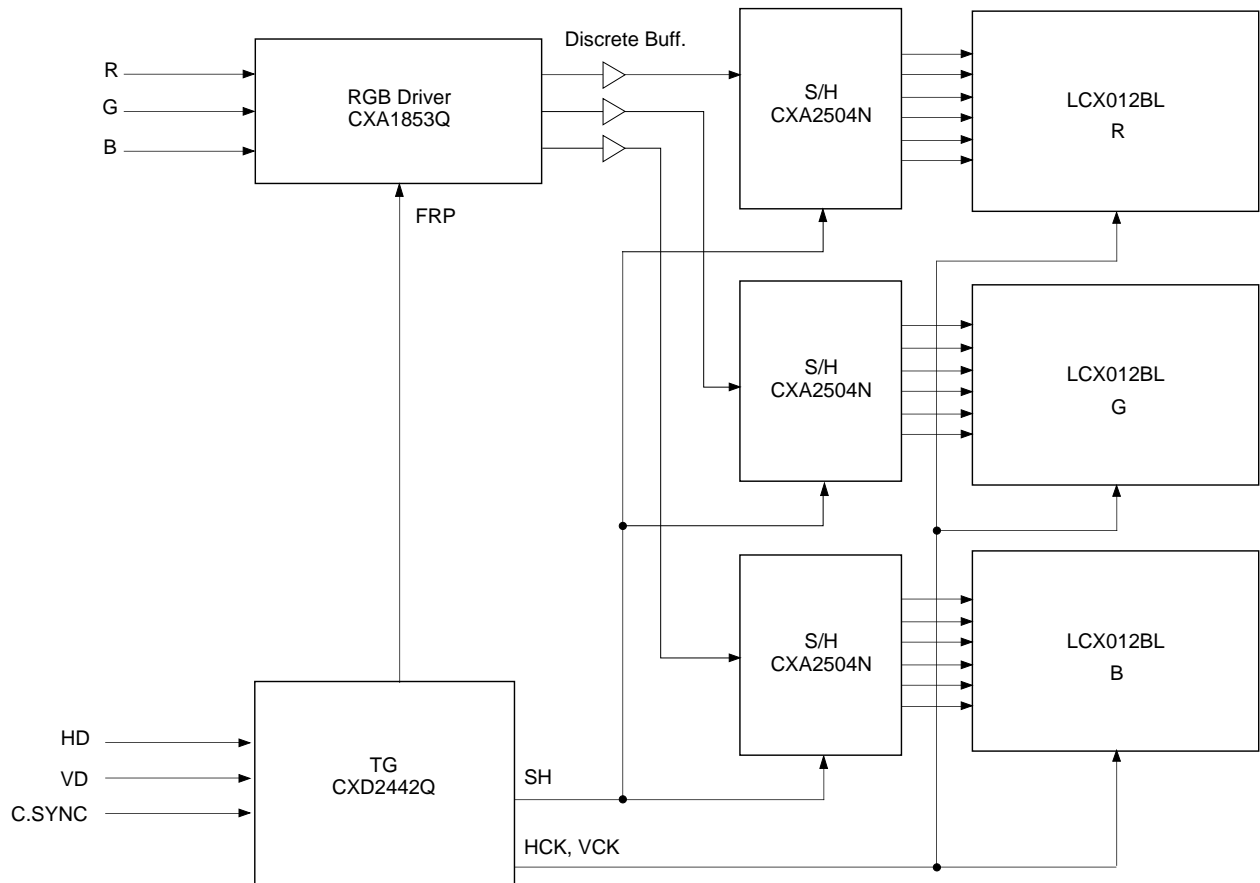 Discrete Buff.
R
G
B
RGB Driver
CXA1853Q
S/H
CXA2504N
LCX012BL
R
FRP
S/H
CXA2504N
LCX012BL
G
S/H
CXA2504N
LCX012BL
B
HD
VD
C.SYNC
TG
CXD2442Q
SH
HCK, VCK